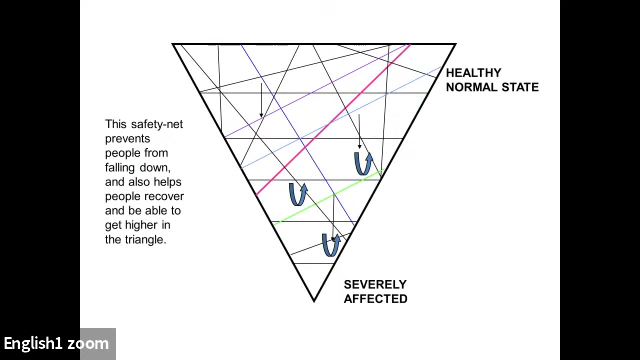 HEALTHY
NORMAL STATE
This safety-net
prevents
people from
falling down,
and also helps
people recover
and be able to
get higher in
the triangle.
SEVERELY
AFFECTED
English1 zoom